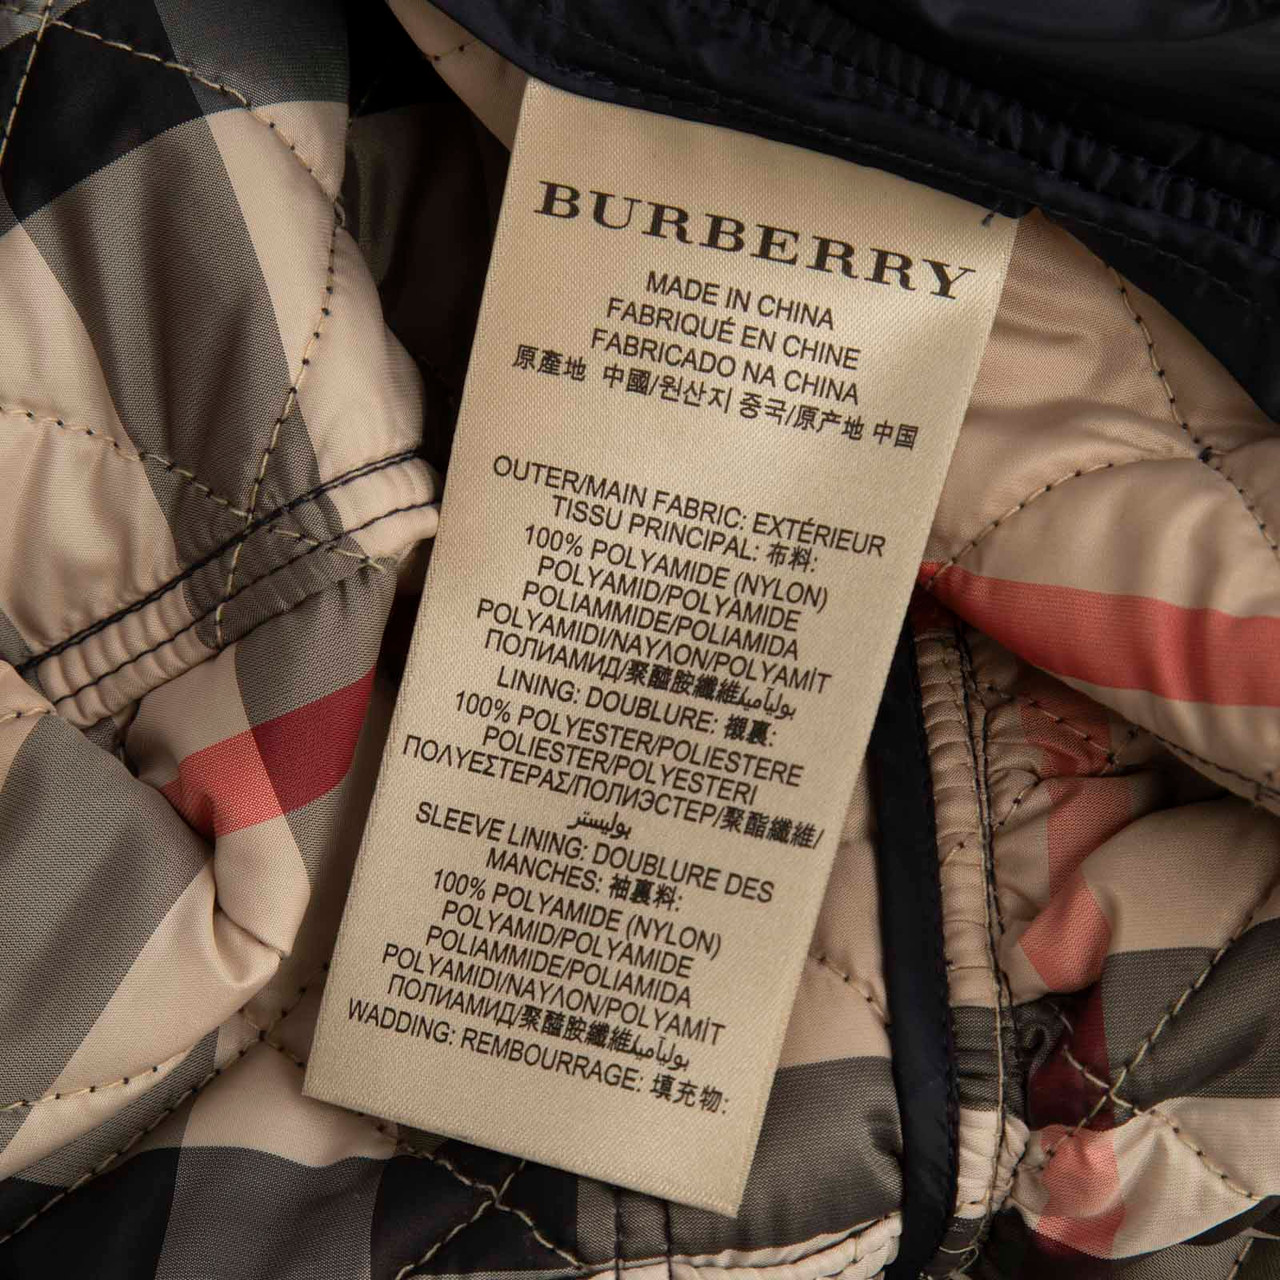 BURBERRY
MADE IN CHINA
FABRIQUÉ EN CHINE
FABRICADO NA CHINA
原產地 中國/원산지 중국/原产地 中国
OUTER/MAIN FABRIC: EXTÉRIEUR
TISSU PRINCIPAL: 布料:
100% POLYAMIDE (NYLON)
POLYAMID/POLYAMIDE
POLIAMMIDE/POLIAMIDA
POLYAMIDI/ΝΑΥΛΟΝ/POLYAMİT
ПОЛИАМИД/聚醯胺纖維/بوليآميد
LINING: DOUBLURE: 襯裏:
100% POLYESTER/POLIESTERE
POLIESTER/POLYESTERI
ΠΟΛΥΕΣΤΕΡΑΣ/ПОЛИЭСТЕР/聚酯纖維/
بوليستر
SLEEVE LINING: DOUBLURE DES
MANCHES: 袖裏料:
100% POLYAMIDE (NYLON)
POLYAMID/POLYAMIDE
POLIAMMIDE/POLIAMIDA
POLYAMIDI/ΝΑΥΛΟΝ/POLYAMİT
ПОЛИАМИД/聚醯胺纖維/بوليآميد
WADDING: REMBOURRAGE: 填充物: